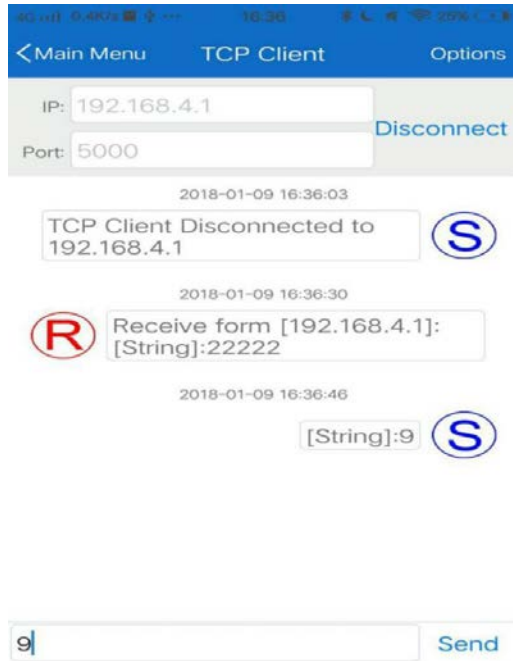 16:36
Main Menu TCP Client Options
IP: 192.168.4.1
Disconnect
Port: 5000
2018-01-09 16:36:03
TCP Client Disconnected to
192.168.4.1
S
2018-01-09 16:36:30
R
Receive form [192.168.4.1]:
[String]:22222
2018-01-09 16:36:46
[String]:9
S
9
Send